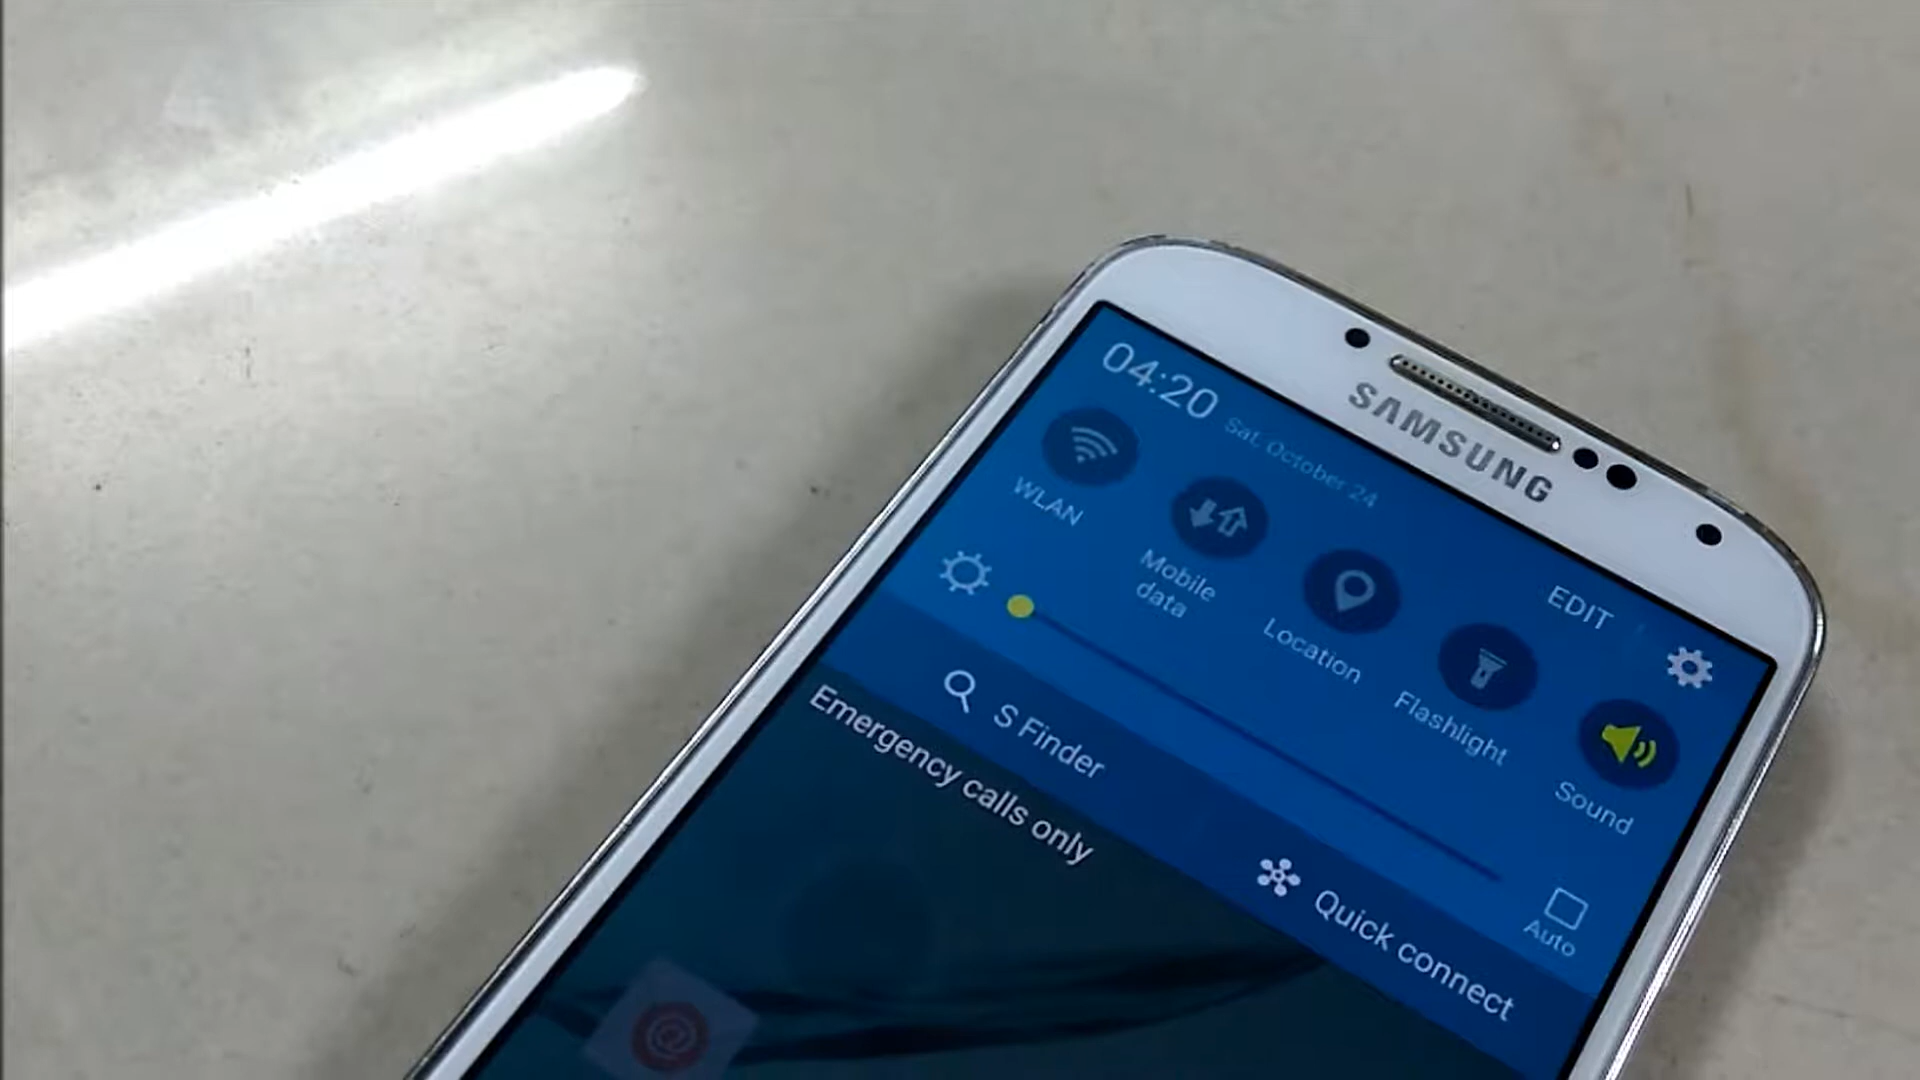 SAMSUNG
04:20 Sat, October 24
EDIT
WLAN
Mobile
data
Location
Flashlight
Sound
Auto
S Finder
Quick connect
Emergency calls only
@